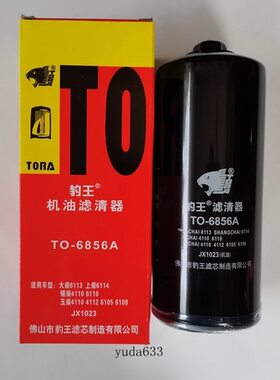 TO
TORA
豹王®
机油滤清器
TO-6856A
适用车型：大柴6113 上柴6114
锡柴4110 6110
玉柴4110 4112 6105 6108
JX1023
佛山市豹王滤芯制造有限公司
豹王®滤清器
TO-6856A
CHAI 6113 SHANGCHAI 6114
CHAI 4110 6110
CHAI 4110 4112 6105 6108
JX1023(机油)
佛山市豹王滤芯制造有限公司
yuda633